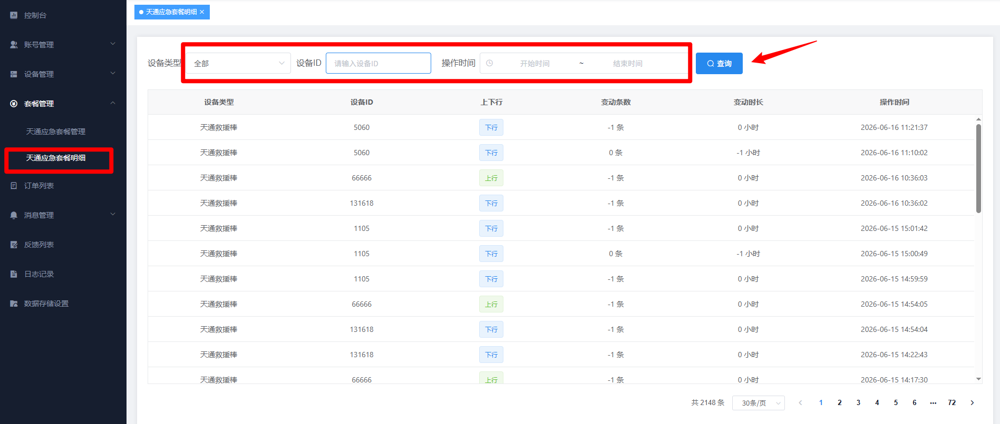 控制台
账号管理
设备管理
套餐管理
天通应急套餐管理
天通应急套餐明细
订单列表
消息管理
反馈列表
日志记录
数据存储设置
天通应急套餐明细
设备类型 全部 设备ID 请输入设备ID 操作时间 开始时间 ~ 结束时间 查询
设备类型 设备ID 上下行 变动条数 变动时长 操作时间
天通救援棒 5060 下行 -1 条 0 小时 2026-06-16 11:21:37
天通救援棒 5060 下行 0 条 -1 小时 2026-06-16 11:10:02
天通救援棒 66666 上行 -1 条 0 小时 2026-06-16 10:36:03
天通救援棒 131618 下行 -1 条 0 小时 2026-06-16 10:36:02
天通救援棒 1105 下行 -1 条 0 小时 2026-06-15 15:01:42
天通救援棒 1105 下行 0 条 -1 小时 2026-06-15 15:00:49
天通救援棒 1105 下行 -1 条 0 小时 2026-06-15 14:59:59
天通救援棒 66666 上行 -1 条 0 小时 2026-06-15 14:54:05
天通救援棒 131618 下行 -1 条 0 小时 2026-06-15 14:54:04
天通救援棒 131618 下行 -1 条 0 小时 2026-06-15 14:22:43
天通救援棒 66666 上行 -1 条 0 小时 2026-06-15 14:17:30
共 2148 条 30条/页 1 2 3 4 5 6 ••• 72